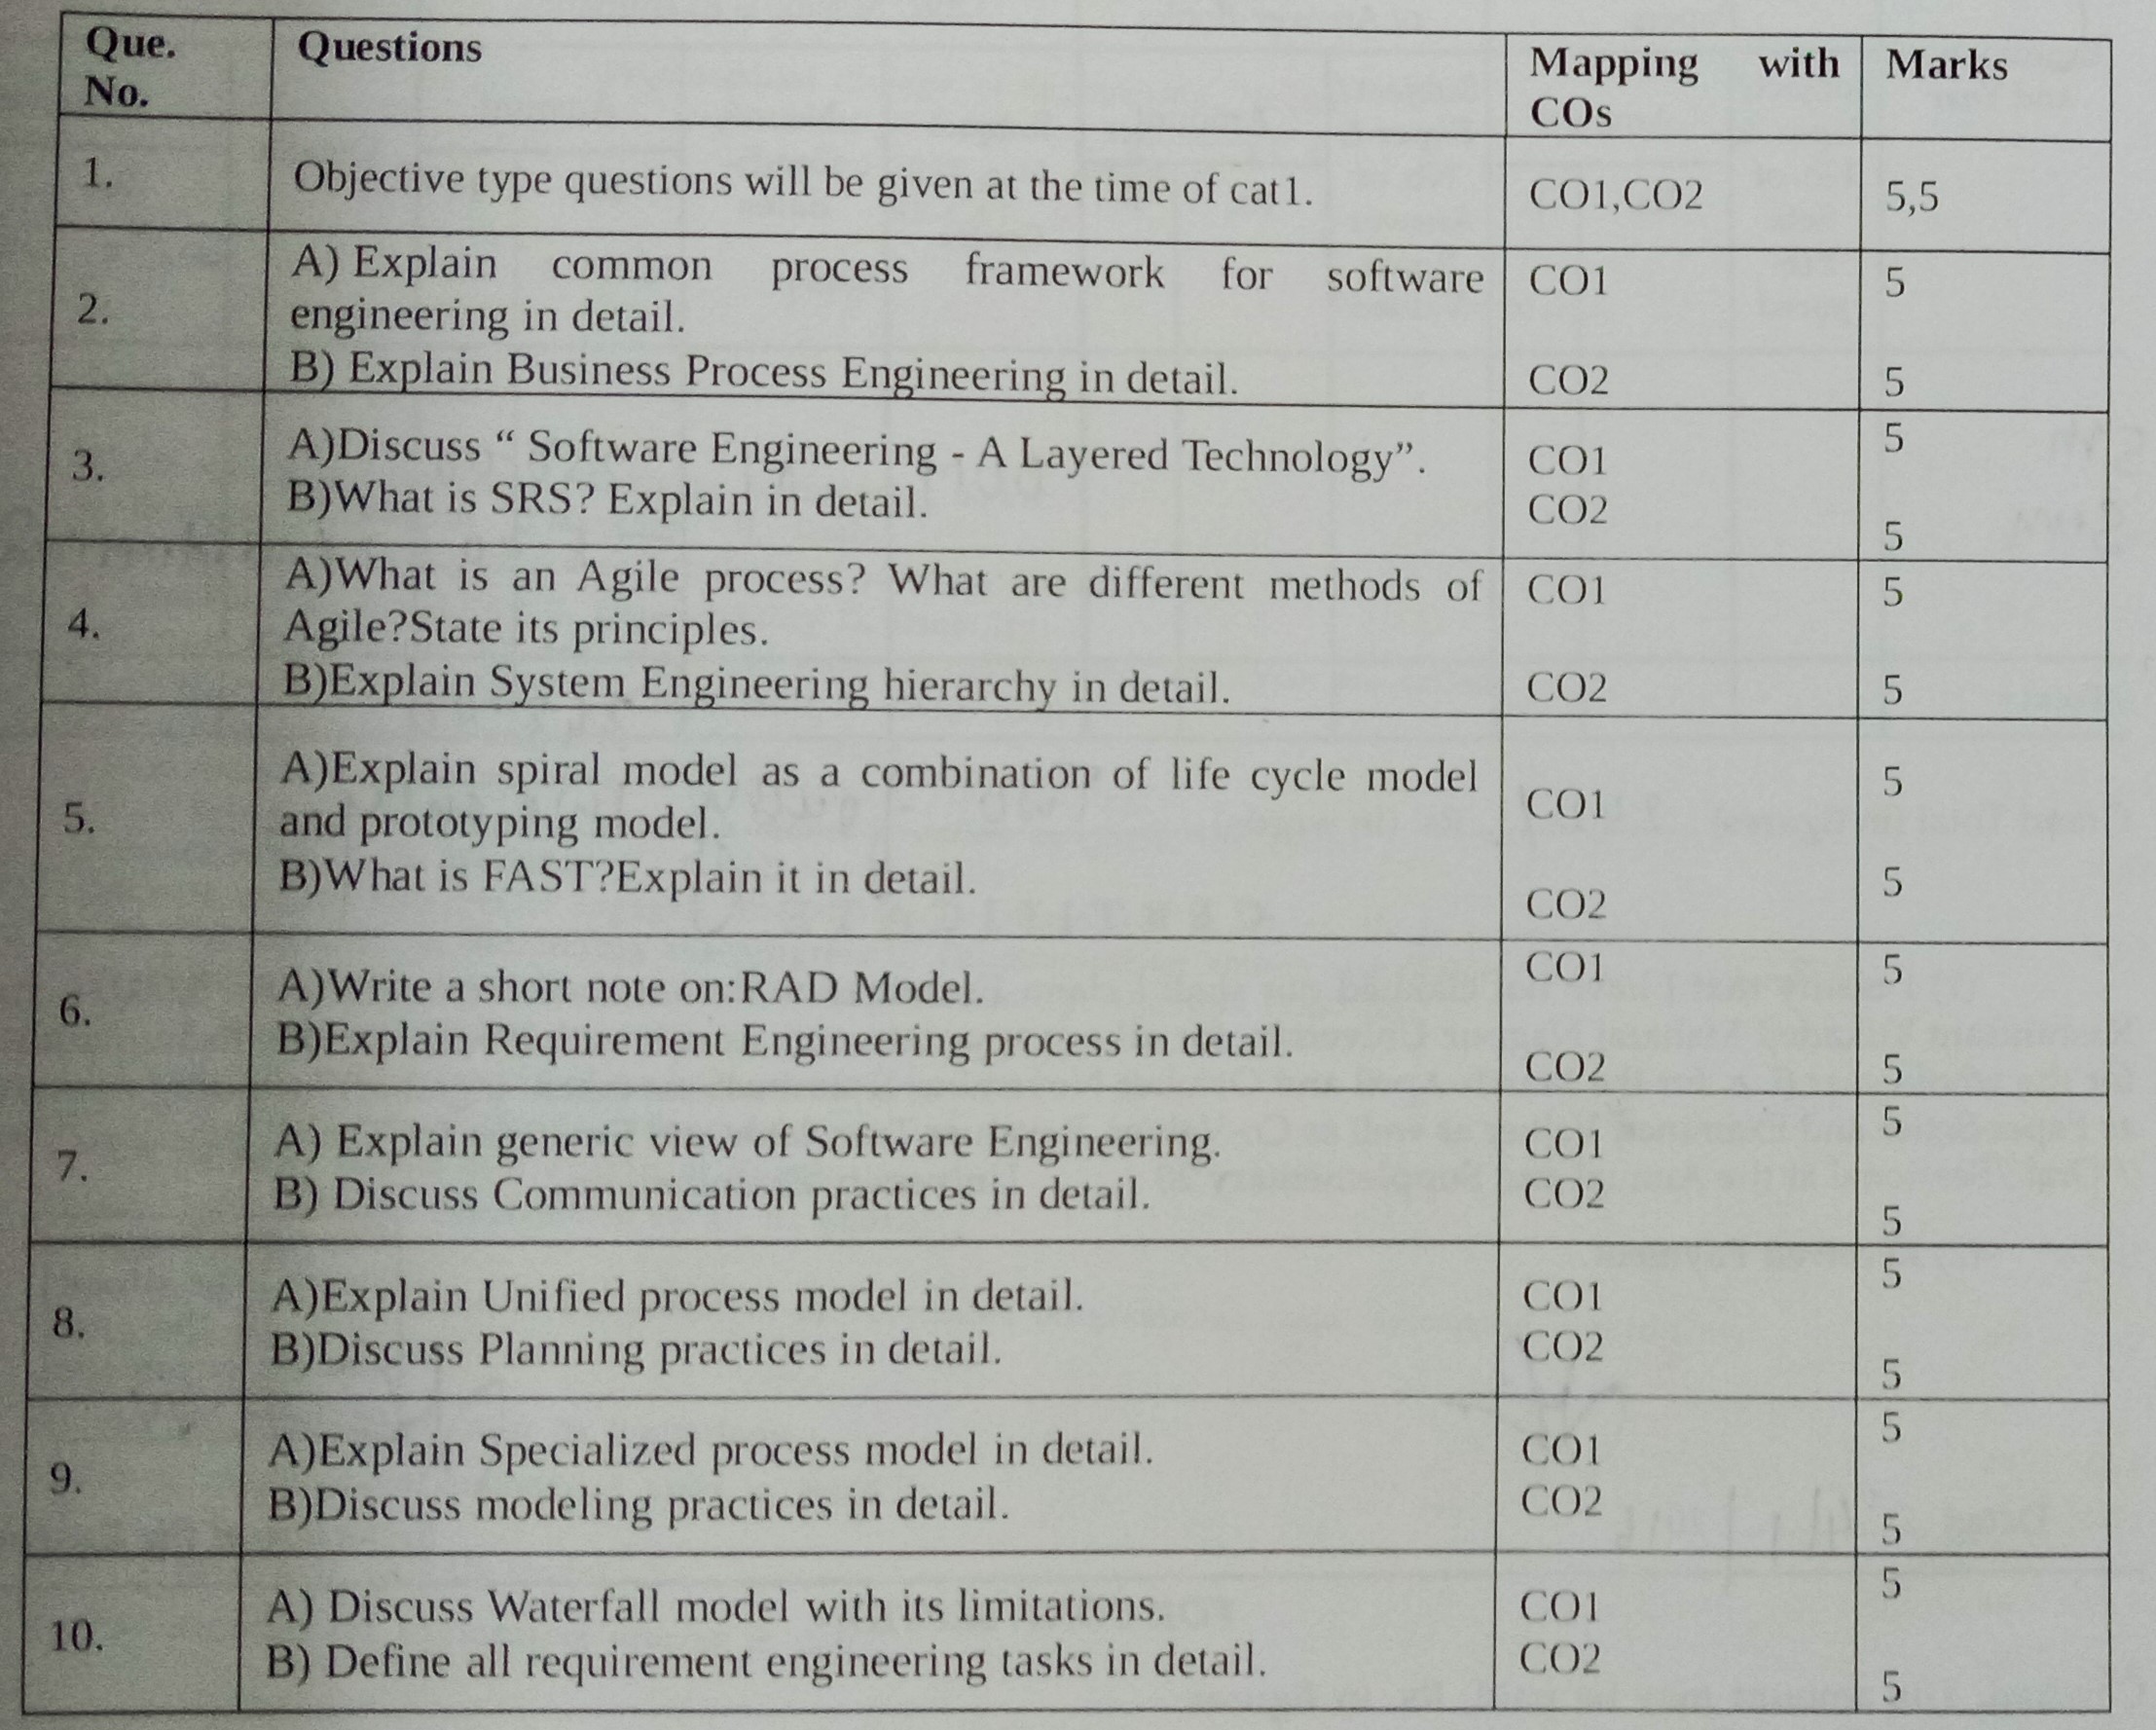 Que. No.
Questions
Mapping with COs
Marks
1.
Objective type questions will be given at the time of cat1.
CO1,CO2
5,5
2.
A) Explain common process framework for software
engineering in detail.
B) Explain Business Process Engineering in detail.
CO1
CO2
5
5
3.
A)Discuss “ Software Engineering - A Layered Technology”.
B)What is SRS? Explain in detail.
CO1
CO2
5
5
4.
A)What is an Agile process? What are different methods of
Agile?State its principles.
B)Explain System Engineering hierarchy in detail.
CO1
CO2
5
5
5.
A)Explain spiral model as a combination of life cycle model
and prototyping model.
B)What is FAST?Explain it in detail.
CO1
CO2
5
5
6.
A)Write a short note on:RAD Model.
B)Explain Requirement Engineering process in detail.
CO1
CO2
5
5
7.
A) Explain generic view of Software Engineering.
B) Discuss Communication practices in detail.
CO1
CO2
5
5
8.
A)Explain Unified process model in detail.
B)Discuss Planning practices in detail.
CO1
CO2
5
5
9.
A)Explain Specialized process model in detail.
B)Discuss modeling practices in detail.
CO1
CO2
5
5
10.
A) Discuss Waterfall model with its limitations.
B) Define all requirement engineering tasks in detail.
CO1
CO2
5
5